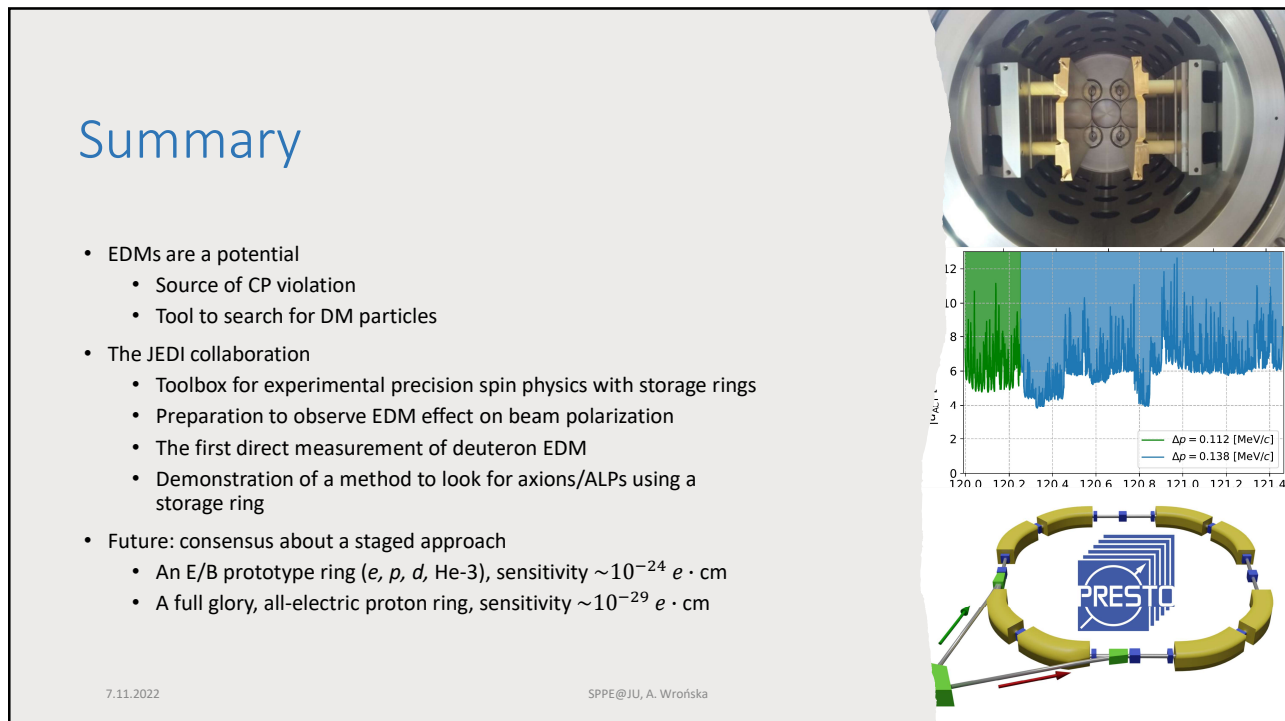 Summary
• EDMs are a potential
• Source of CP violation
• Tool to search for DM particles
• The JEDI collaboration
• Toolbox for experimental precision spin physics with storage rings
• Preparation to observe EDM effect on beam polarization
• The first direct measurement of deuteron EDM
• Demonstration of a method to look for axions/ALPs using a
storage ring
• Future: consensus about a staged approach
• An E/B prototype ring (e, p, d, He-3), sensitivity ~10⁻²⁴ e · cm
• A full glory, all-electric proton ring, sensitivity ~10⁻²⁹ e · cm
7.11.2022
SPPE@JU, A. Wrońska
12
10
8
6
4
2
0
Δp = 0.112 [MeV/c]
Δp = 0.138 [MeV/c]
120.0 120.2 120.4 120.6 120.8 121.0 121.2 121.4
PRESTO